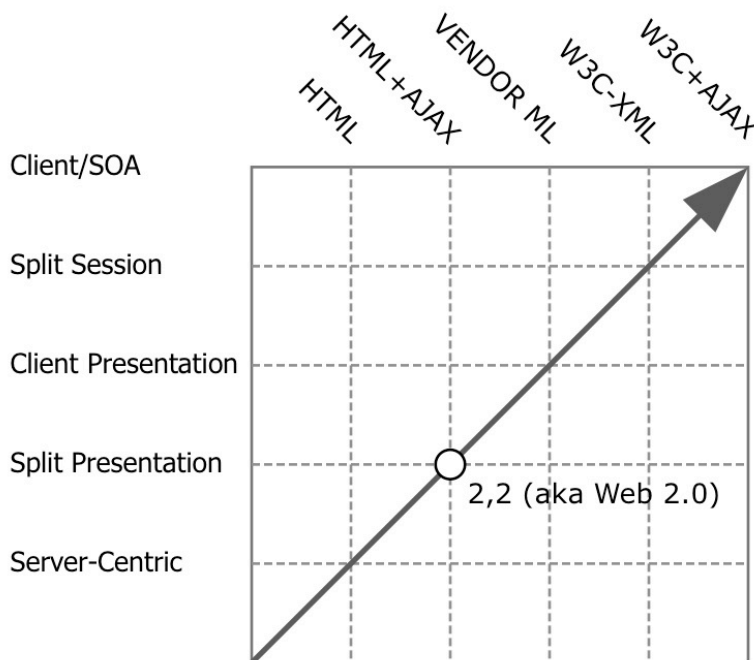 HTML
HTML+AJAX
VENDOR ML
W3C-XML
W3C+AJAX
Client/SOA
Split Session
Client Presentation
Split Presentation
2,2 (aka Web 2.0)
Server-Centric